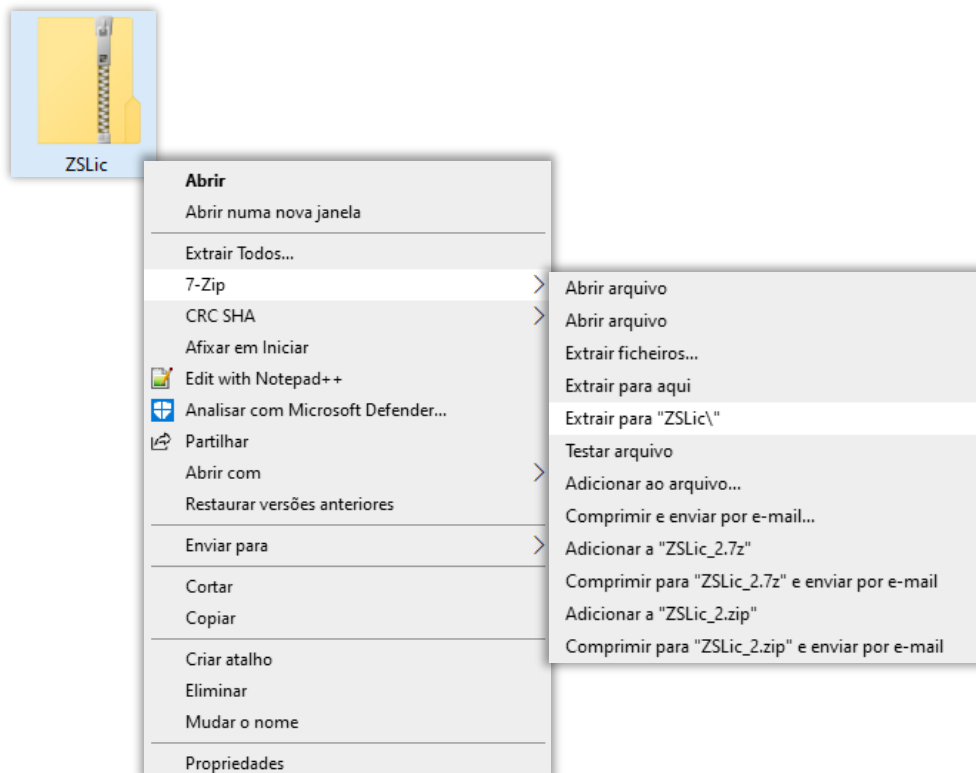 ZSLic
Abrir
Abrir numa nova janela
Extrair Todos...
7-Zip
CRC SHA
Afixar em Iniciar
Edit with Notepad++
Analisar com Microsoft Defender...
Partilhar
Abrir com
Restaurar versões anteriores
Enviar para
Cortar
Copiar
Criar atalho
Eliminar
Mudar o nome
Propriedades
Abrir arquivo
Abrir arquivo
Extrair ficheiros...
Extrair para aqui
Extrair para "ZSLic\"
Testar arquivo
Adicionar ao arquivo...
Comprimir e enviar por e-mail...
Adicionar a "ZSLic_2.7z"
Comprimir para "ZSLic_2.7z" e enviar por e-mail
Adicionar a "ZSLic_2.zip"
Comprimir para "ZSLic_2.zip" e enviar por e-mail